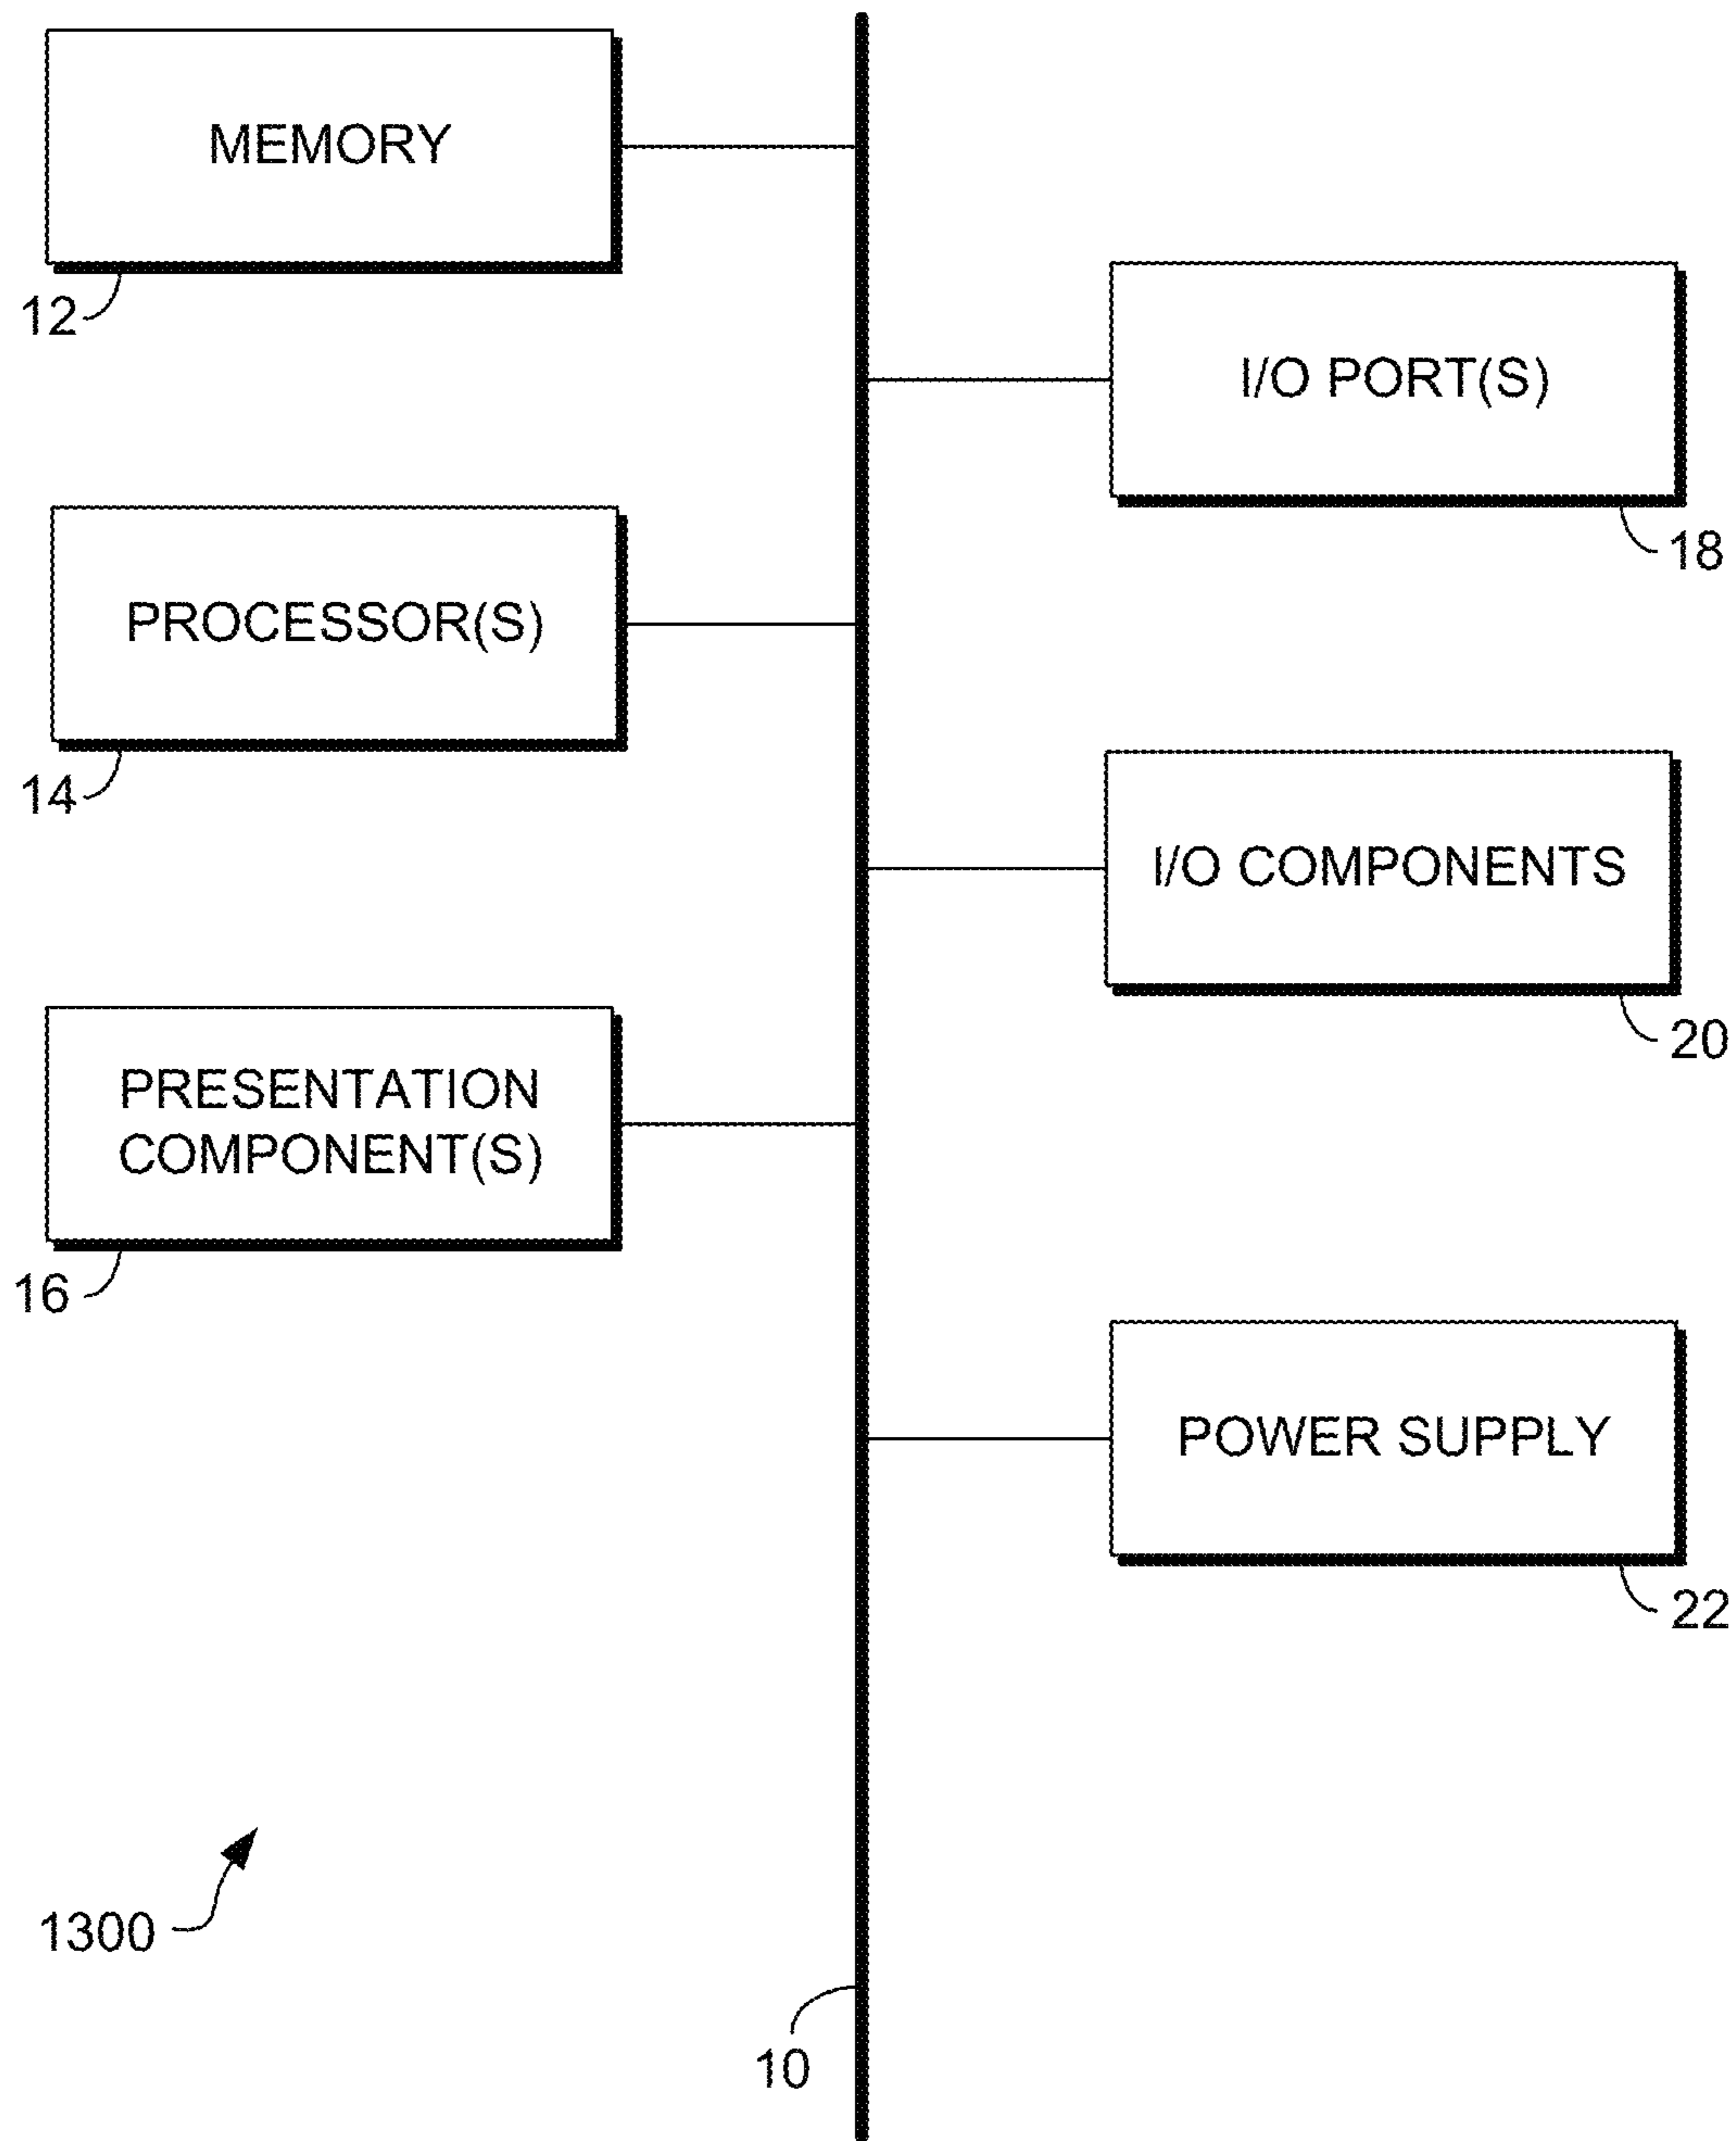 MEMORY
12
I/O PORT(S)
18
PROCESSOR(S)
14
I/O COMPONENTS
20
PRESENTATION
COMPONENT(S)
16
POWER SUPPLY
22
1300
10